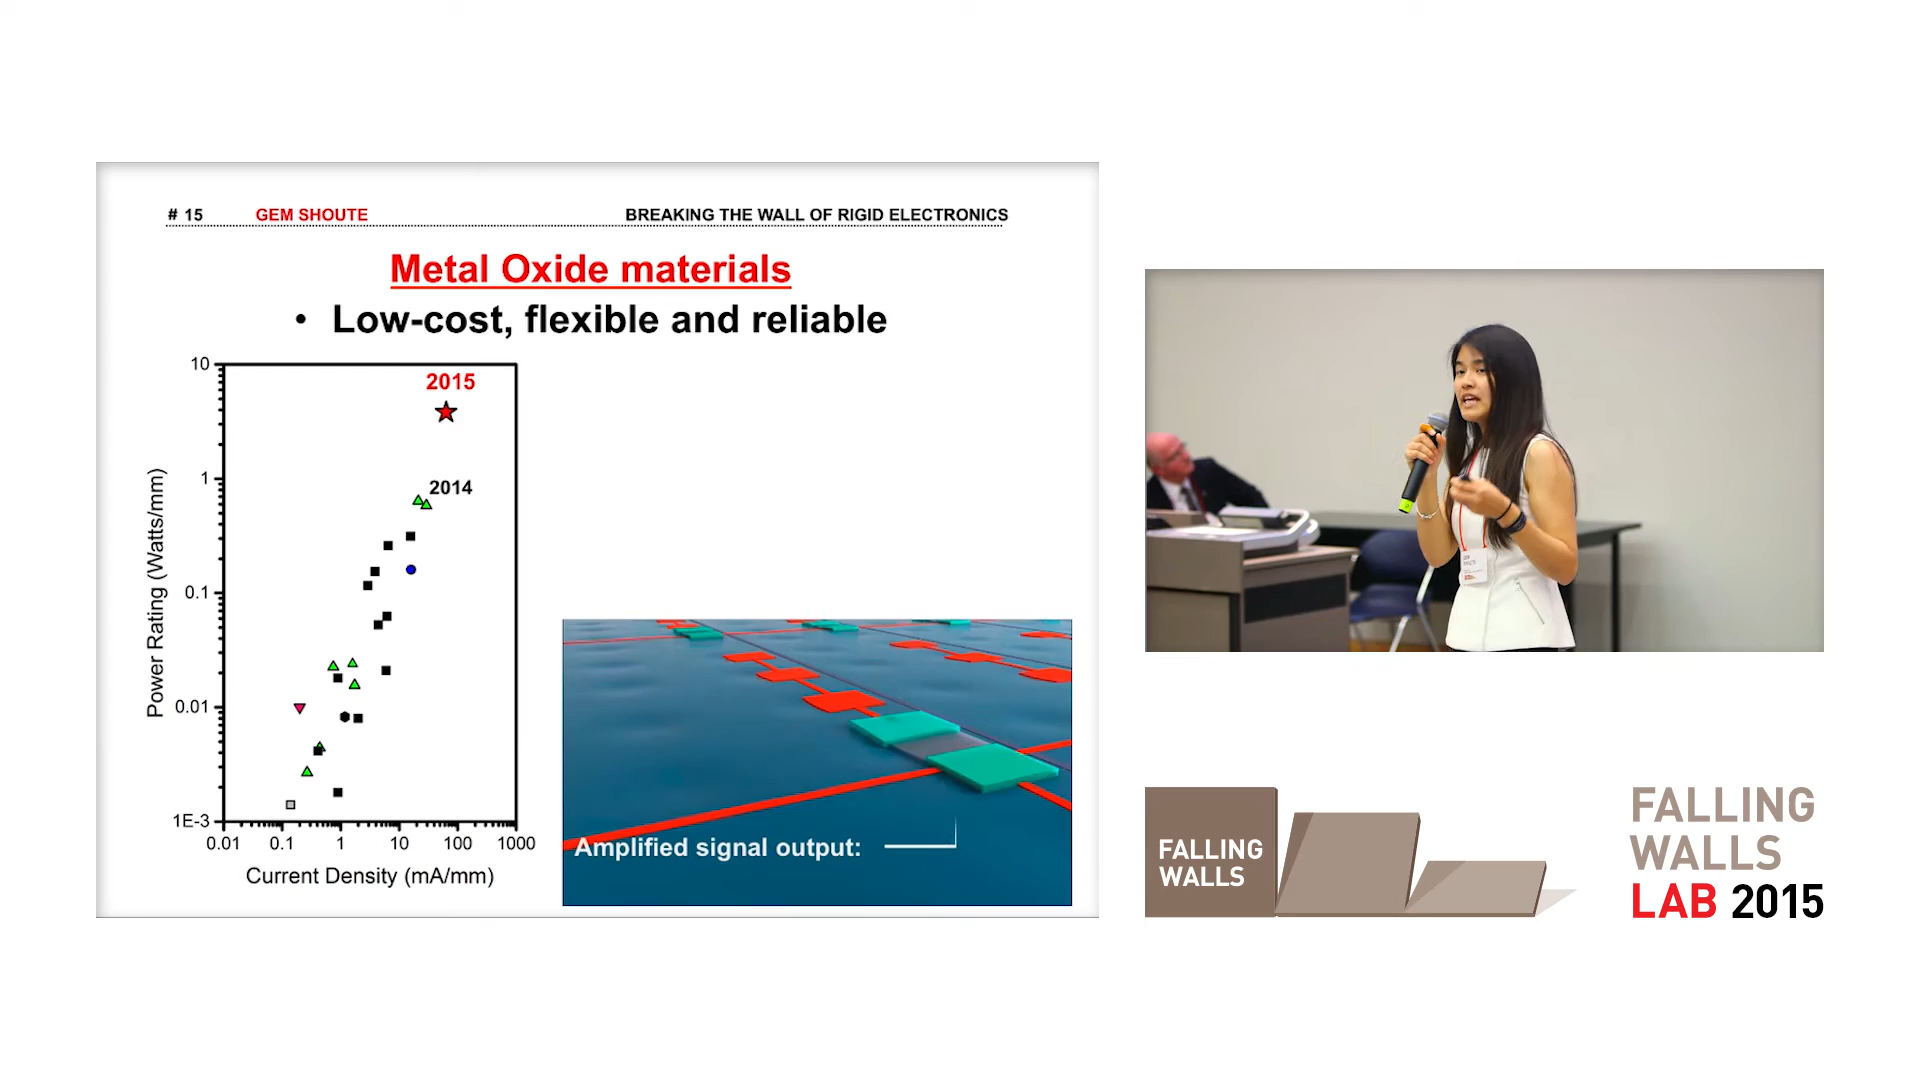 # 15 GEM SHOUTE BREAKING THE WALL OF RIGID ELECTRONICS
Metal Oxide materials
• Low-cost, flexible and reliable
10
1
0.1
0.01
1E-3
Power Rating (Watts/mm)
2015
2014
0.01 0.1 1 10 100 1000
Current Density (mA/mm)
Amplified signal output:
FALLING
WALLS
FALLING
WALLS
LAB 2015